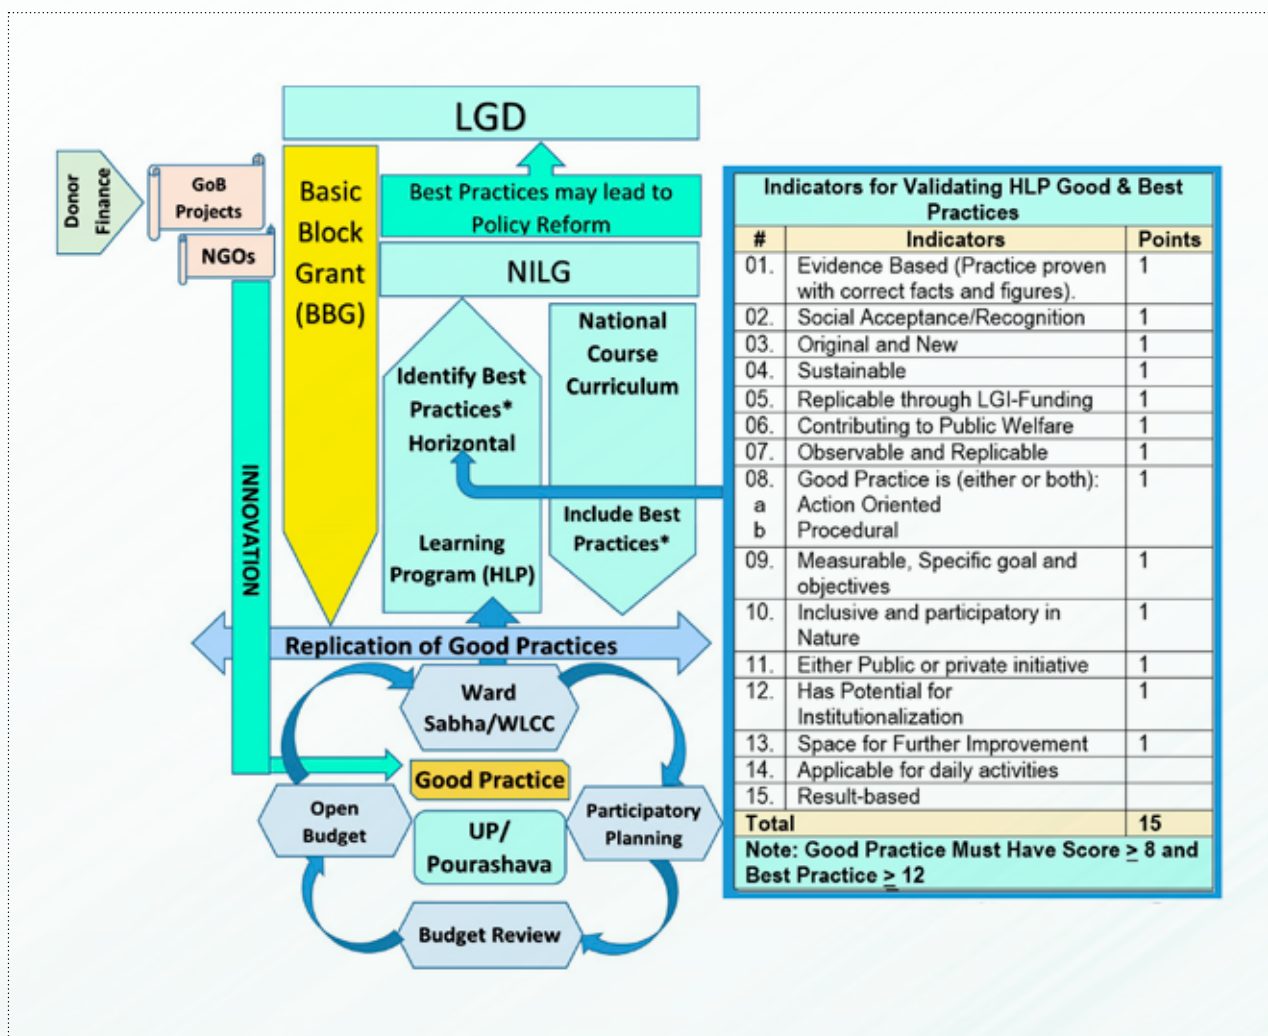 LGD
Donor
Finance
GoB
Projects
NGOs
INNOVATION
Basic
Block
Grant
(BBG)
Best Practices may lead to
Policy Reform
NILG
Identify Best
Practices*
Horizontal
Learning
Program (HLP)
National
Course
Curriculum
Include Best
Practices*
Replication of Good Practices
Ward
Sabha/WLCC
Good Practice
Open
Budget
UP/
Pourashava
Participatory
Planning
Budget Review
Indicators for Validating HLP Good & Best
Practices
# Indicators Points
01. Evidence Based (Practice proven 1
with correct facts and figures).
02. Social Acceptance/Recognition 1
03. Original and New 1
04. Sustainable 1
05. Replicable through LGI-Funding 1
06. Contributing to Public Welfare 1
07. Observable and Replicable 1
08. Good Practice is (either or both): 1
a Action Oriented
b Procedural
09. Measurable, Specific goal and 1
objectives
10. Inclusive and participatory in 1
Nature
11. Either Public or private initiative 1
12. Has Potential for 1
Institutionalization
13. Space for Further Improvement 1
14. Applicable for daily activities
15. Result-based
Total 15
Note: Good Practice Must Have Score ≥ 8 and
Best Practice ≥ 12